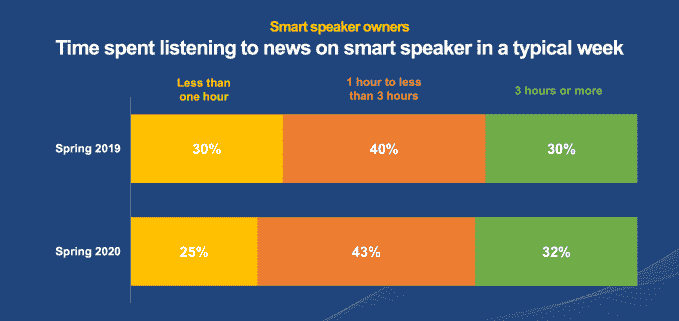 Smart speaker owners
Time spent listening to news on smart speaker in a typical week
Less than
one hour
1 hour to less
than 3 hours
3 hours or more
Spring 2019
30%
40%
30%
Spring 2020
25%
43%
32%